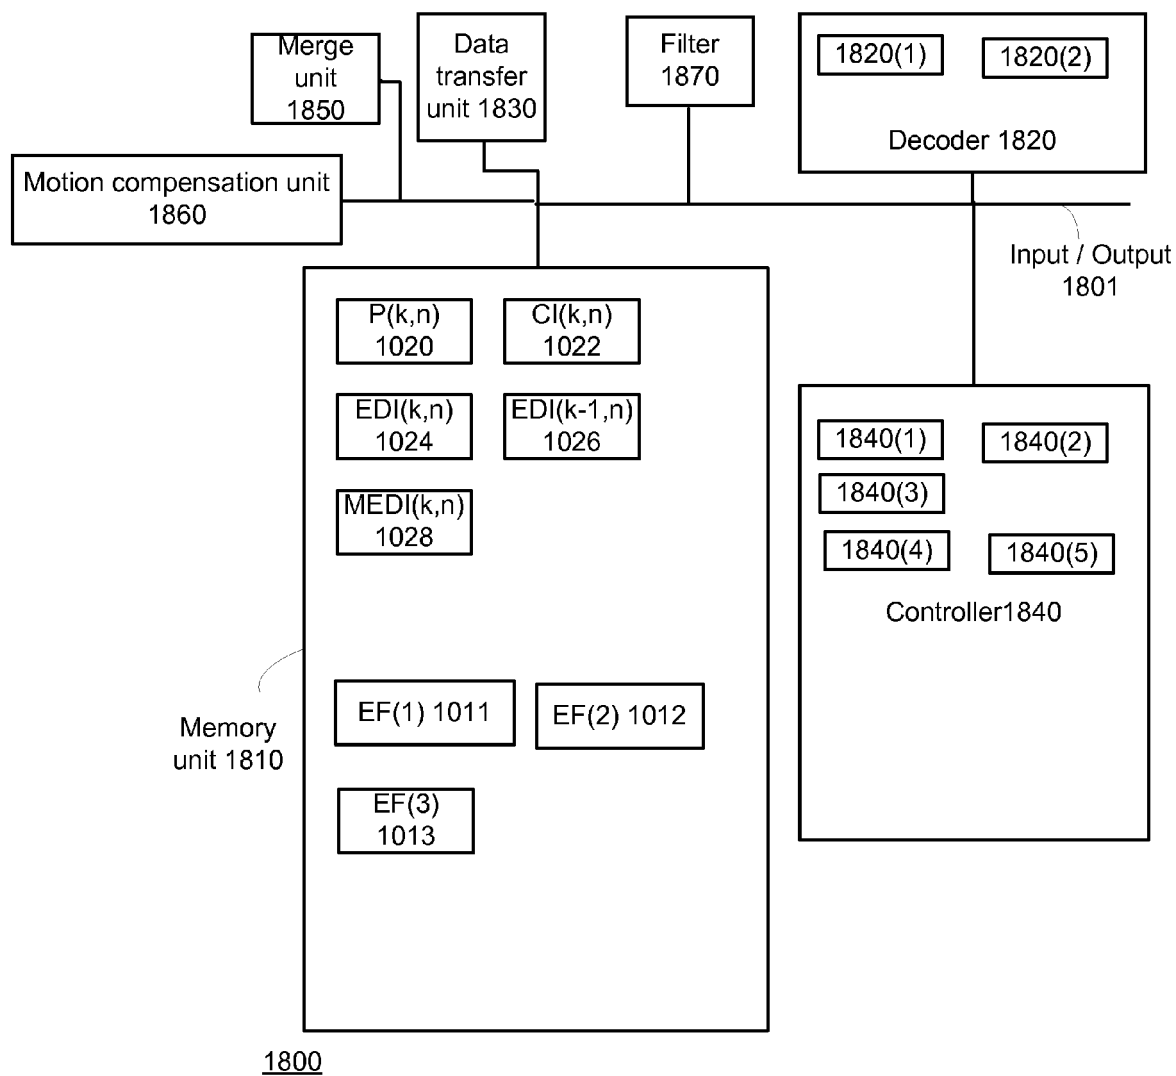 Merge
unit
1850
Data
transfer
unit 1830
Filter
1870
1820(1)
1820(2)
Decoder 1820
Motion compensation unit
1860
Input / Output
1801
P(k,n)
1020
CI(k,n)
1022
EDI(k,n)
1024
EDI(k-1,n)
1026
MEDI(k,n)
1028
1840(1)
1840(2)
1840(3)
1840(4)
1840(5)
Controller1840
Memory
unit 1810
EF(1) 1011
EF(2) 1012
EF(3)
1013
1800